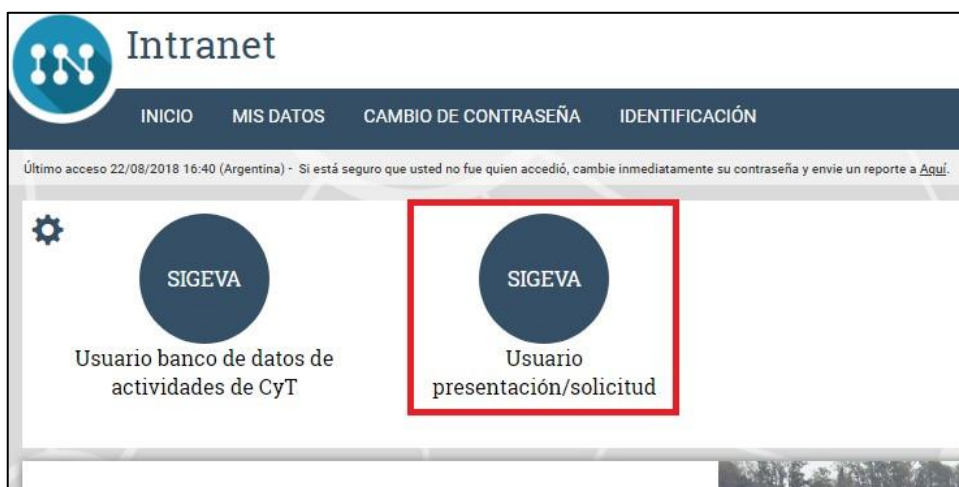 IN
Intranet
INICIO MIS DATOS CAMBIO DE CONTRASEÑA IDENTIFICACIÓN
Último acceso 22/08/2018 16:40 (Argentina) - Si está seguro que usted no fue quien accedió, cambie inmediatamente su contraseña y envie un reporte a Aquí.
SIGEVA
Usuario banco de datos de
actividades de CyT
SIGEVA
Usuario
presentación/solicitud